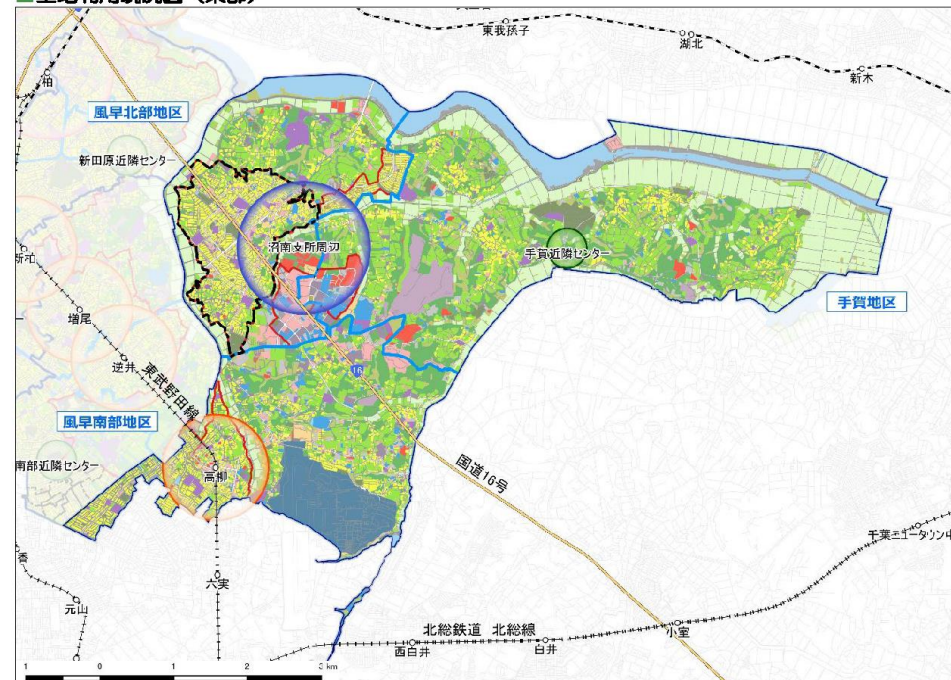 東我孫子
湖北
新木
柏
風早北部地区
新田原近隣センター
沼南支所周辺
手賀近隣センター
手賀地区
増尾
逆井
東武野田線
16
風早南部地区
南部近隣センター
高柳
国道16号
千葉ニュータウン中
六実
元山
小室
北総鉄道 北総線
西白井
白井
1 0 1 2 3 km